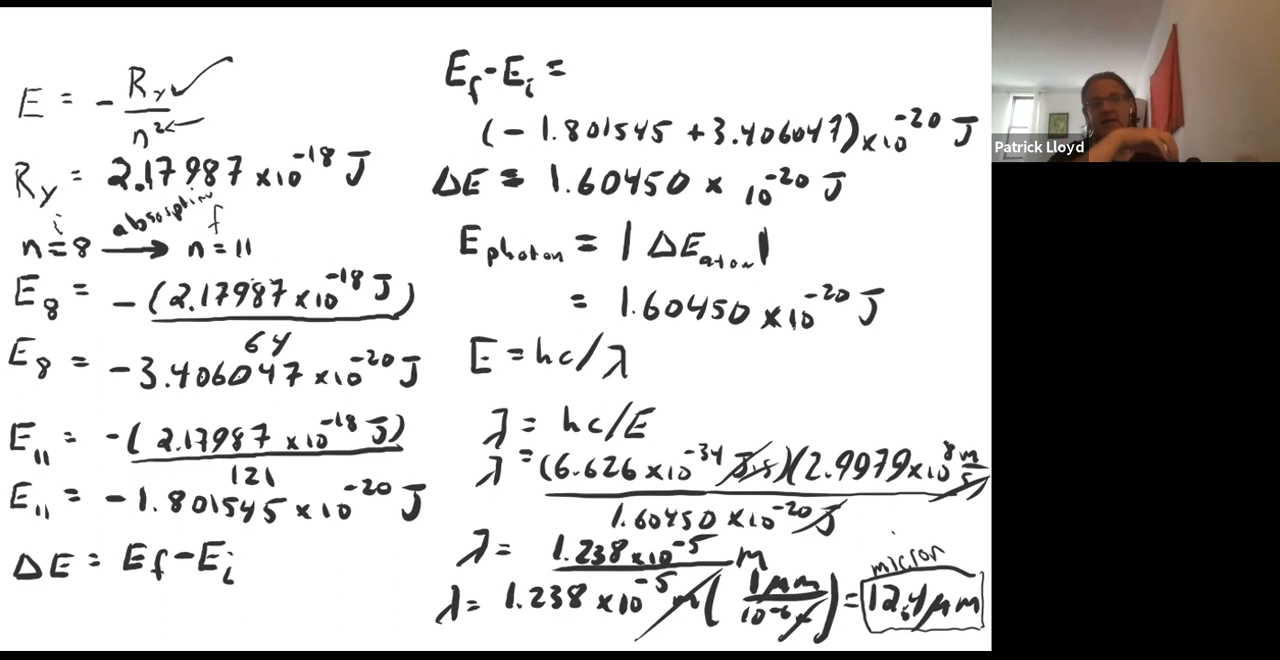 E = - Ry ✓ / n² ←
Ry = 2.17987 × 10⁻¹⁸ J
i absorption f
n = 8 → n = 11
E₈ = - (2.17987 × 10⁻¹⁸ J) / 64
E₈ = - 3.406047 × 10⁻²⁰ J
E₁₁ = - (2.17987 × 10⁻¹⁸ J) / 121
E₁₁ = - 1.801545 × 10⁻²⁰ J
ΔE = Ef - Ei
Ef - Ei =
(- 1.801545 + 3.406047) × 10⁻²⁰ J
ΔE = 1.60450 × 10⁻²⁰ J
E photon = | ΔE atom |
= 1.60450 × 10⁻²⁰ J
E = hc/λ
λ = hc/E
λ = (6.626 × 10⁻³⁴ J·s)(2.9979 × 10⁸ m/s) / 1.60450 × 10⁻²⁰ J
λ = 1.238 × 10⁻⁵ m
micron
λ = 1.238 × 10⁻⁵ m ( 1 μm / 10⁻⁶ m ) = 12.4 μm
Patrick Lloyd